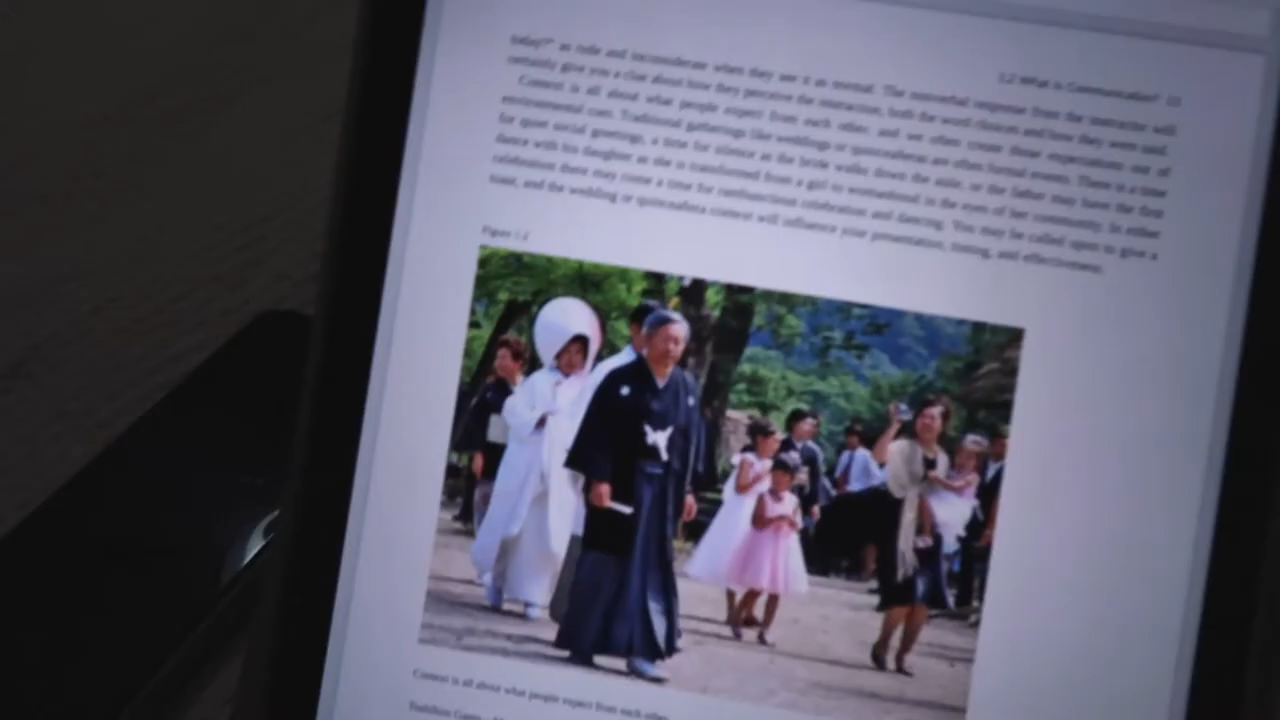 1.2 What is Communication? 13
today?" as rude and inconsiderate when they see it as normal. The nonverbal response from the instructor will
certainly give you a clue about how they perceive the interaction, both the word choices and how they were said.
Context is all about what people expect from each other, and we often create those expectations out of
environmental cues. Traditional gatherings like weddings or quinceañeras are often formal events. There is a time
for quiet social greetings, a time for silence as the bride walks down the aisle, or the father may have the first
dance with his daughter as she is transformed from a girl to womanhood in the eyes of her community. In either
celebration there may come a time for rambunctious celebration and dancing. You may be called upon to give a
toast, and the wedding or quinceañera context will influence your presentation, timing, and effectiveness.
Figure 1.2
Context is all about what people expect from each other.